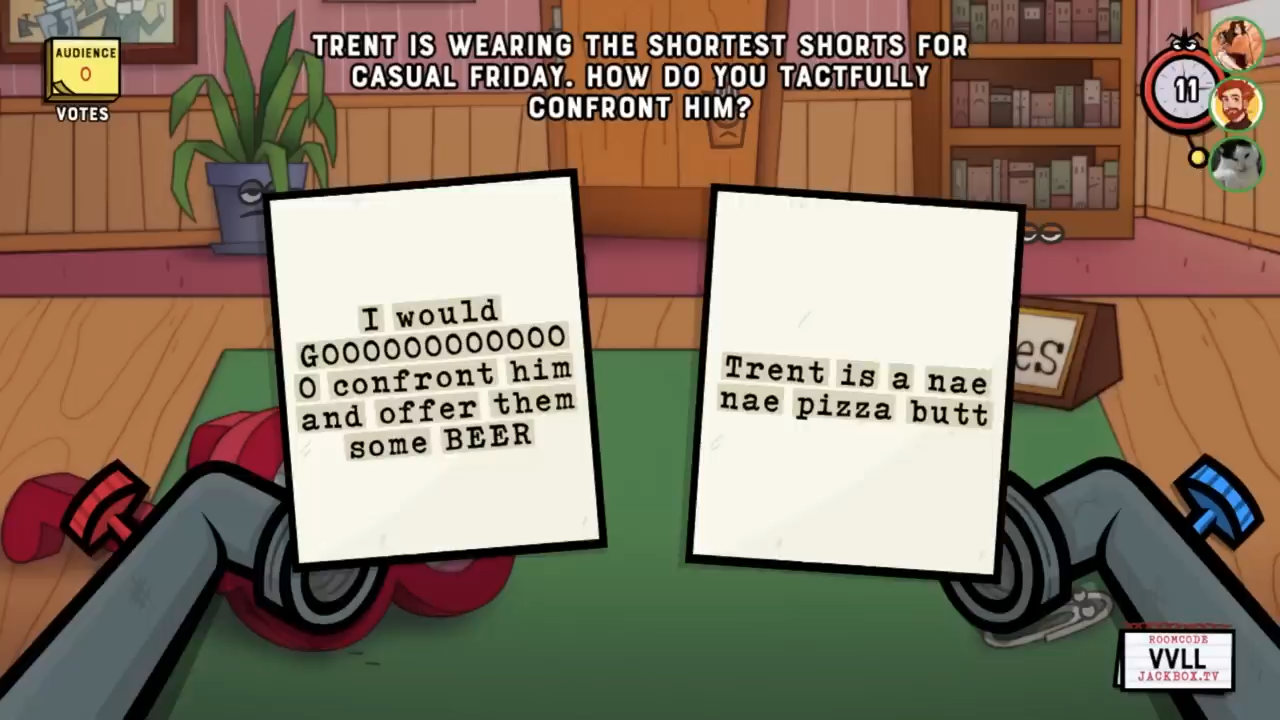 AUDIENCE
0
VOTES
TRENT IS WEARING THE SHORTEST SHORTS FOR
CASUAL FRIDAY. HOW DO YOU TACTFULLY
CONFRONT HIM?
11
I would
GOOOOOOOOOOOO
O confront him
and offer them
some BEER
Trent is a nae
nae pizza butt
es
ROOMCODE
VVLL
JACKBOX.TV